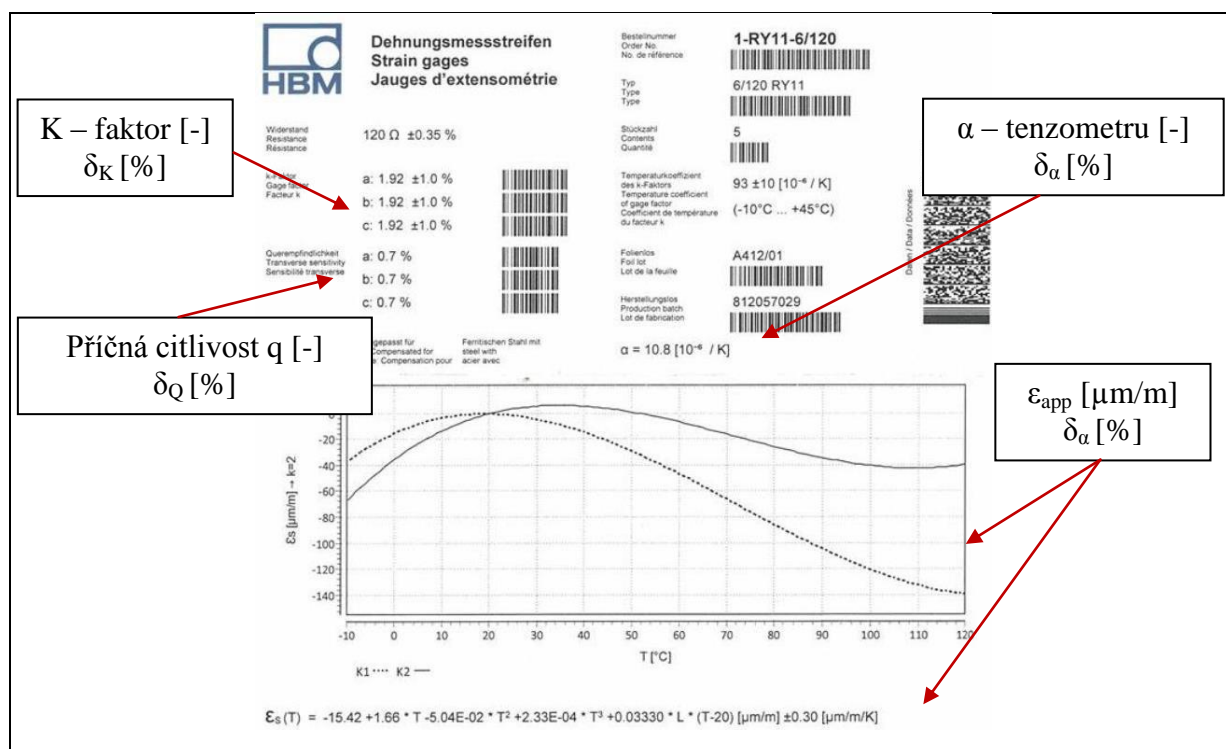 HBM
Dehnungsmessstreifen
Strain gages
Jauges d'extensométrie
Bestellnummer
Order No.
No. de référence
1-RY11-6/120
Typ
Type
Type
6/120 RY11
K – faktor [-]
δK [%]
Widerstand
Resistance
Résistance
120 Ω ±0.35 %
Stückzahl
Contents
Quantité
5
α – tenzometru [-]
δα [%]
k-Faktor
Gage factor
Facteur k
a: 1.92 ±1.0 %
b: 1.92 ±1.0 %
c: 1.92 ±1.0 %
Temperaturkoeffizient
des k-Faktors
Temperature coefficient
of gage factor
Coefficient de température
du facteur k
93 ±10 [10⁻⁶ / K]
(-10°C ... +45°C)
Daten / Data / Données
Querempfindlichkeit
Transverse sensitivity
Sensibilité transverse
a: 0.7 %
b: 0.7 %
c: 0.7 %
Folienlos
Foil lot
Lot de la feuille
A412/01
Herstellungslos
Production batch
Lot de fabrication
812057029
Příčná citlivost q [-]
δQ [%]
gepasst für
Compensated for
Compensation pour
Ferritischen Stahl mit
steel with
acier avec
α = 10.8 [10⁻⁶ / K]
εapp [µm/m]
δα [%]
εs [µm/m] → k=2
0
-20
-40
-60
-80
-100
-120
-140
-10 0 10 20 30 40 50 60 70 80 90 100 110 120
T [°C]
K1 ···· K2 —
εs (T) = -15.42 +1.66 * T -5.04E-02 * T² +2.33E-04 * T³ +0.03330 * L * (T-20) [µm/m] ±0.30 [µm/m/K]